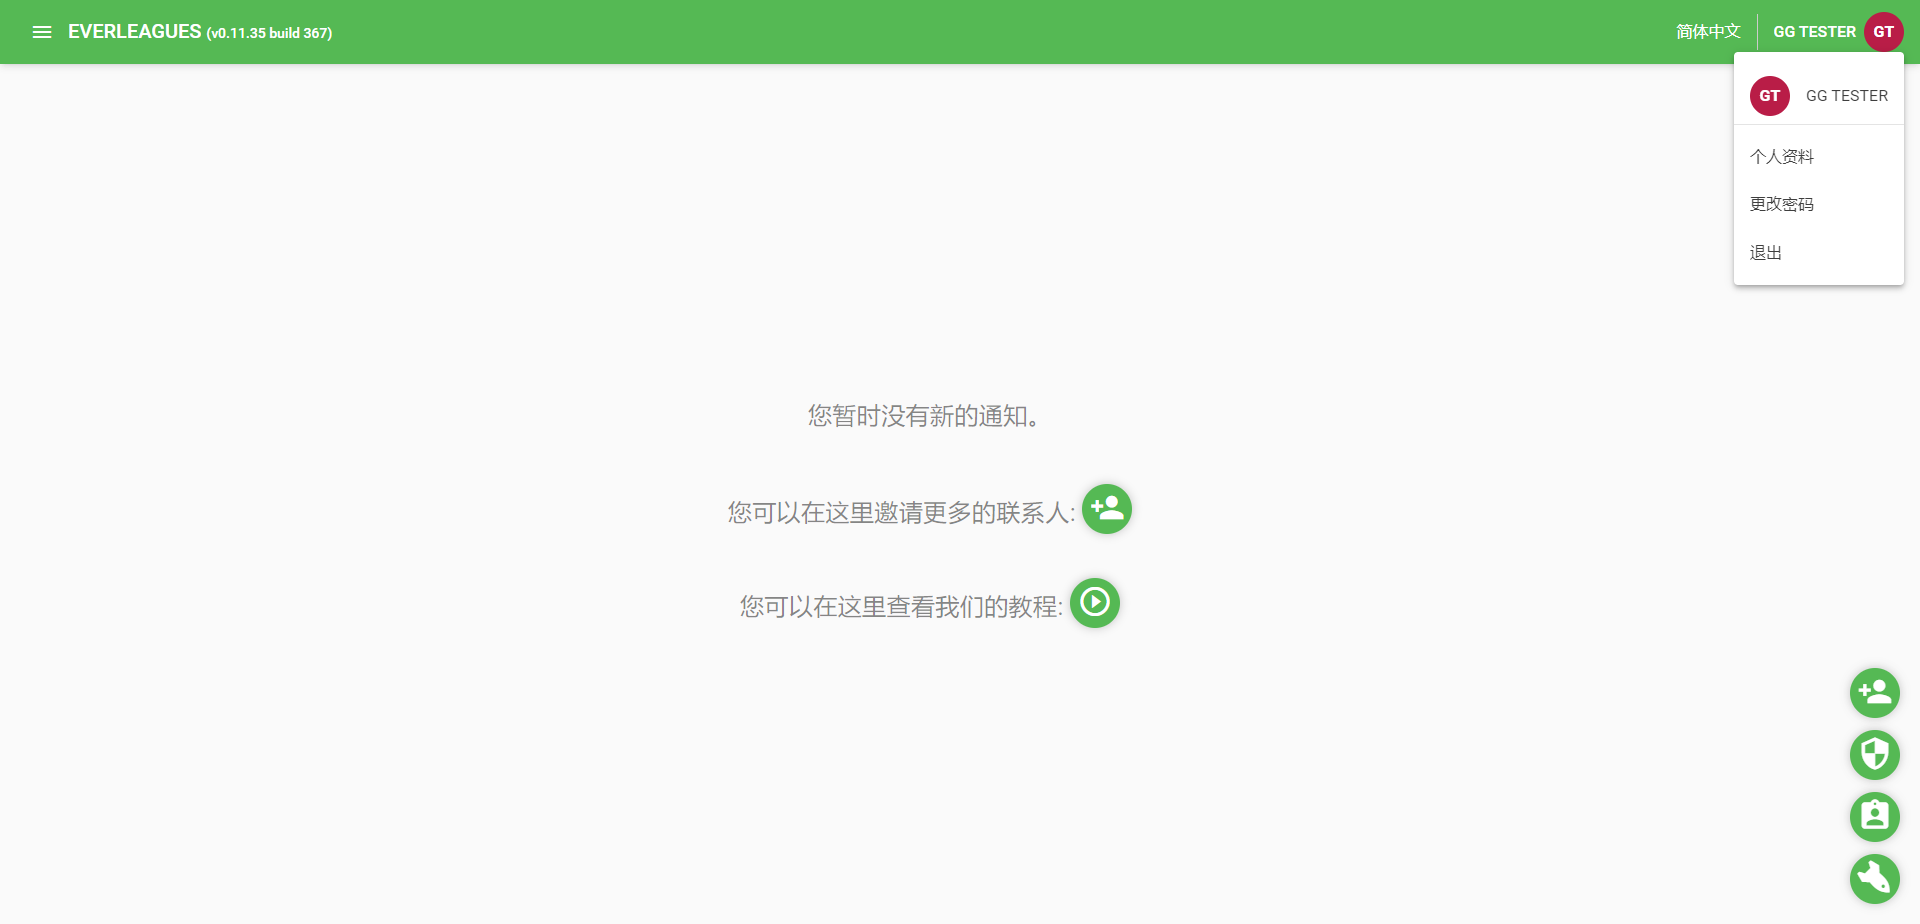 EVERLEAGUES (v0.11.35 build 367)
简体中文
GG TESTER
GT
GT
GG TESTER
个人资料
更改密码
退出
您暂时没有新的通知。
您可以在这里邀请更多的联系人:
您可以在这里查看我们的教程: